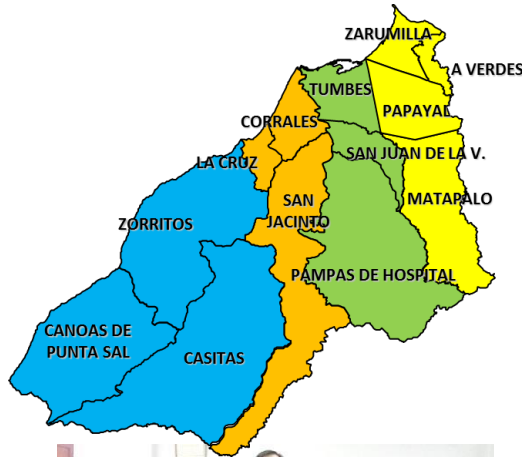 ZARUMILLA
A VERDES
TUMBES
PAPAYAL
CORRALES
SAN JUAN DE LA V.
LA CRUZ
SAN
JACINTO
MATAPALO
ZORRITOS
PAMPAS DE HOSPITAL
CANOAS DE
PUNTA SAL
CASITAS